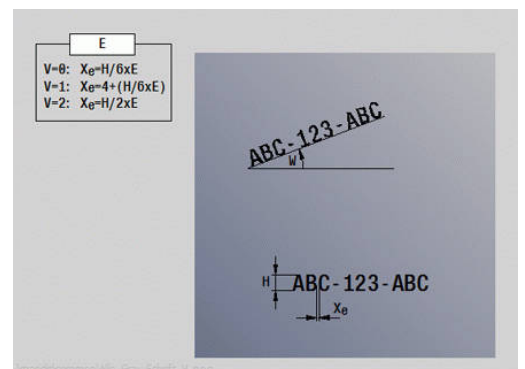 E
V=0: Xe=H/6xE
V=1: Xe=4+(H/6xE)
V=2: Xe=H/2xE
ABC-123-ABC
W
H
ABC-123-ABC
Xe